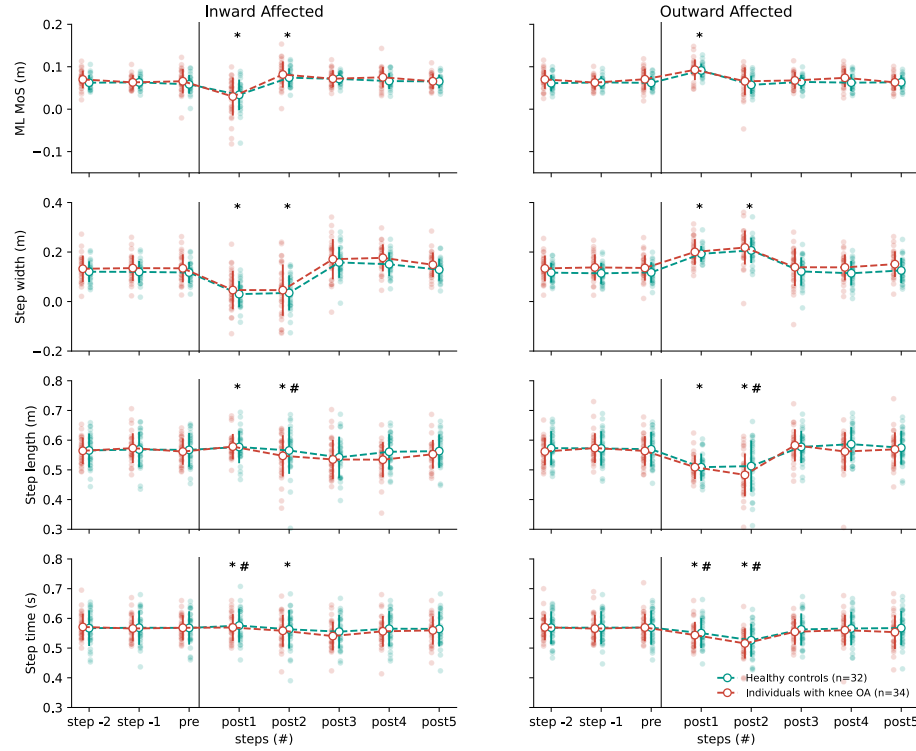 Inward Affected
Outward Affected
ML MoS (m)
0.2
0.1
0.0
−0.1
* *
*
Step width (m)
0.4
0.2
0.0
−0.2
* *
* *
Step length (m)
0.8
0.7
0.6
0.5
0.4
0.3
* * #
* * #
Step time (s)
0.8
0.7
0.6
0.5
0.4
0.3
* # *
* # * #
Healthy controls (n=32)
Individuals with knee OA (n=34)
step -2 step -1 pre post1 post2 post3 post4 post5
steps (#)
step -2 step -1 pre post1 post2 post3 post4 post5
steps (#)